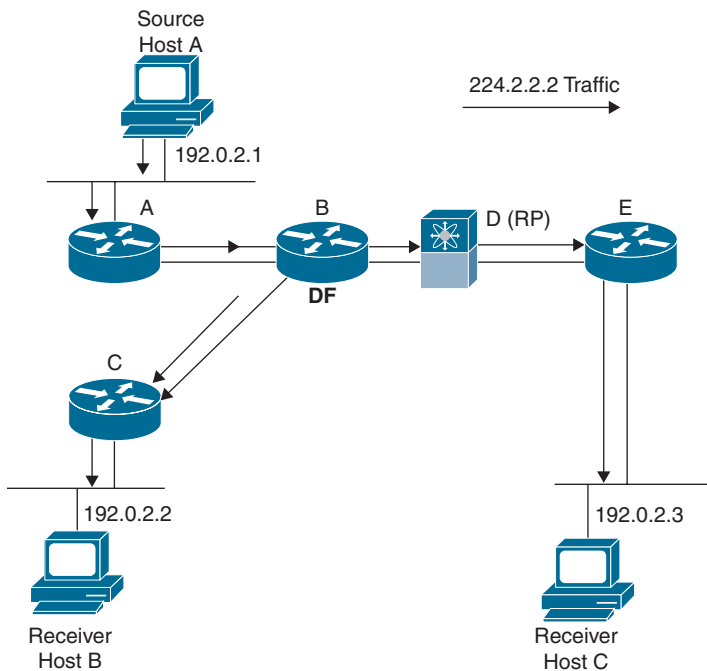 Source
Host A
224.2.2.2 Traffic
192.0.2.1
A
B
D (RP)
E
DF
C
192.0.2.2
192.0.2.3
Receiver
Host B
Receiver
Host C